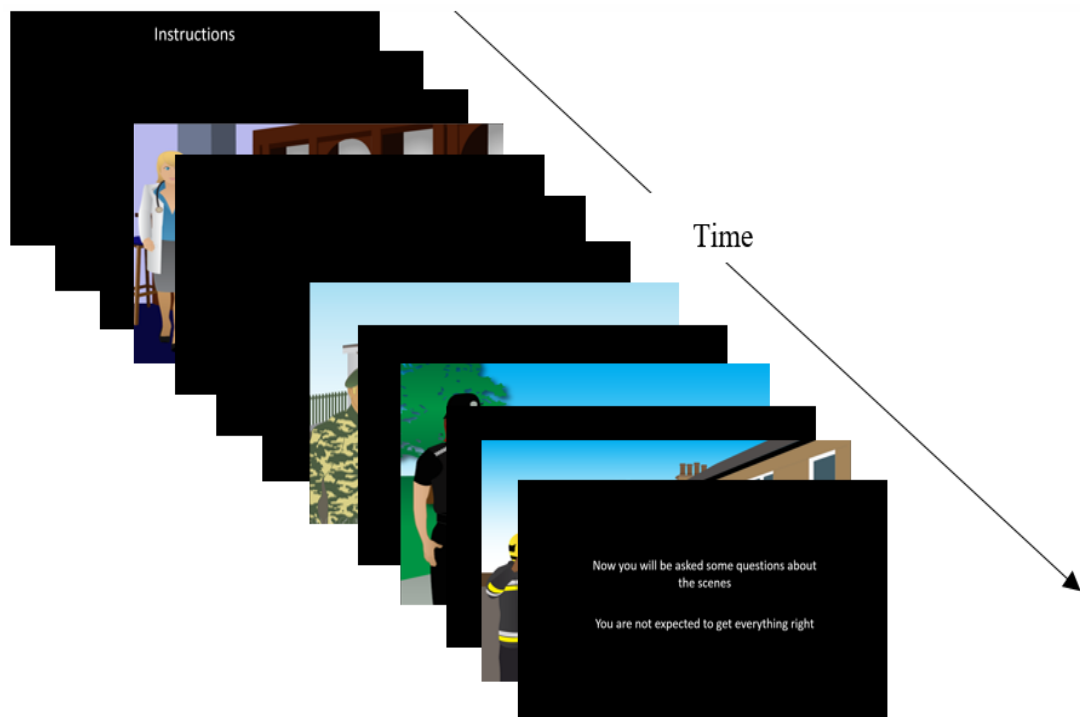 Instructions
Time
Now you will be asked some questions about
the scenes
You are not expected to get everything right